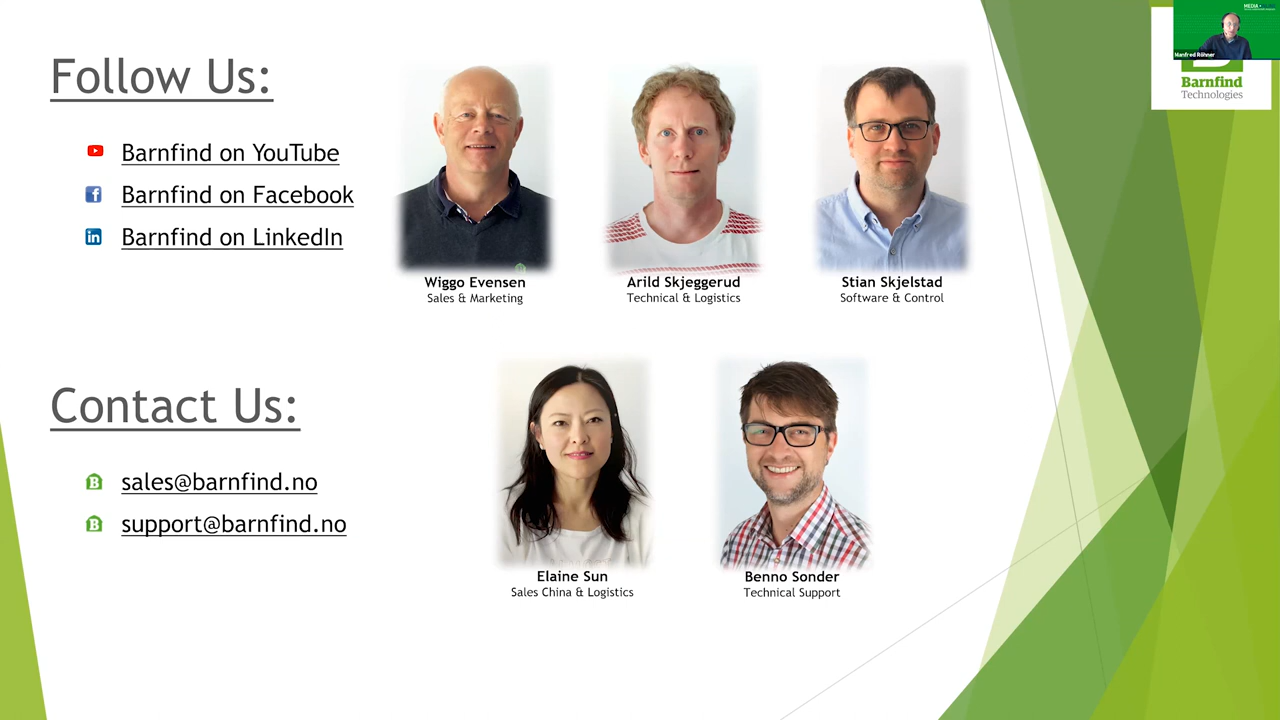 Follow Us:
Barnfind on YouTube
Barnfind on Facebook
Barnfind on LinkedIn
Wiggo Evensen
Sales & Marketing
Arild Skjeggerud
Technical & Logistics
Stian Skjelstad
Software & Control
Contact Us:
sales@barnfind.no
support@barnfind.no
Elaine Sun
Sales China & Logistics
Benno Sonder
Technical Support
Manfred Röhner
Barnfind
Technologies